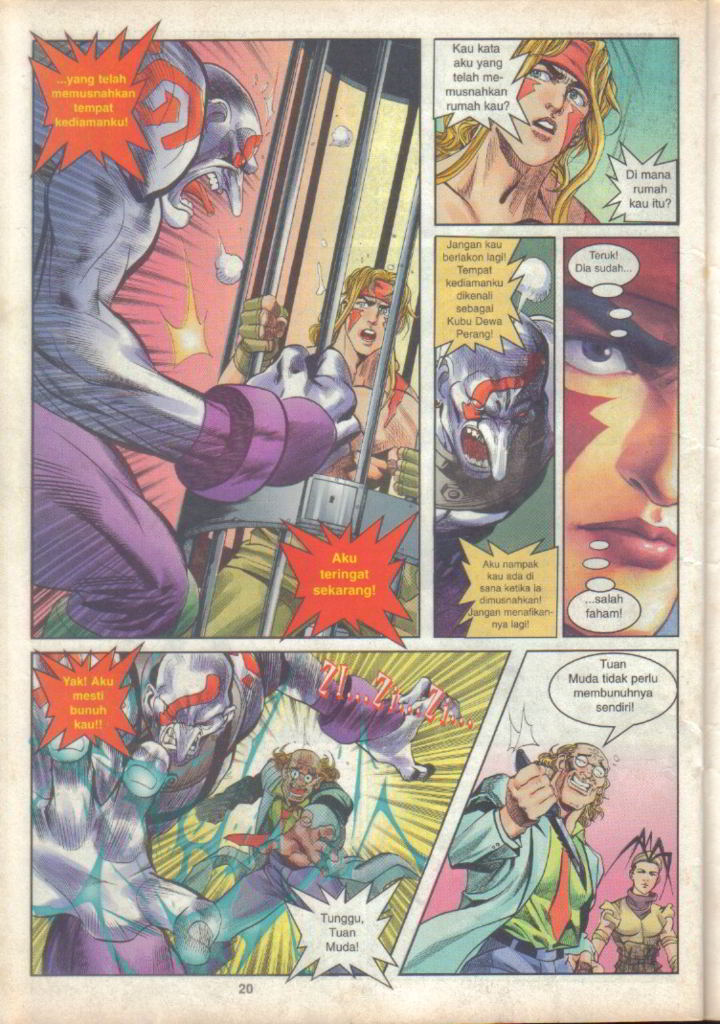 ...yang telah
memusnahkan
tempat
kediamanku!
Aku
teringat
sekarang!
Kau kata
aku yang
telah me-
musnahkan
rumah kau?
Di mana
rumah
kau itu?
Jangan kau
berlakon lagi!
Tempat
kediamanku
dikenali
sebagai
Kubu Dewa
Perang!
Aku nampak
kau ada di
sana ketika ia
dimusnahkan!
Jangan menafikan-
nya lagi!
Teruk!
Dia sudah...
...salah
faham!
Yak! Aku
mesti
bunuh
kau!!
Zi...Zi...Zi...
Tunggu,
Tuan
Muda!
Tuan
Muda tidak perlu
membunuhnya
sendiri!
20